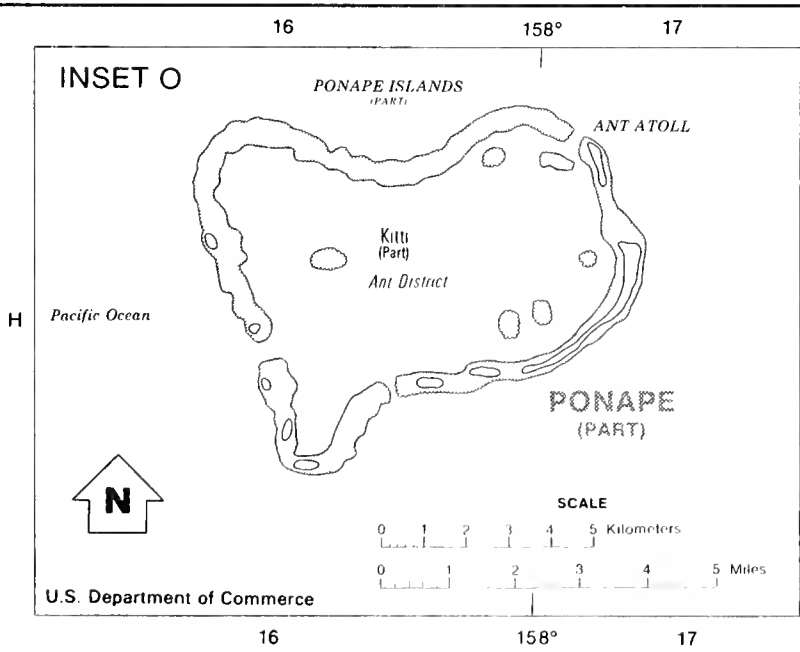 16 158° 17
INSET O
PONAPE ISLANDS
(PART)
ANT ATOLL
Kitti
(Part)
Ant District
H
Pacific Ocean
PONAPE
(PART)
N
SCALE
0 1 2 3 4 5 Kilometers
0 1 2 3 4 5 Miles
U.S. Department of Commerce
16 158° 17